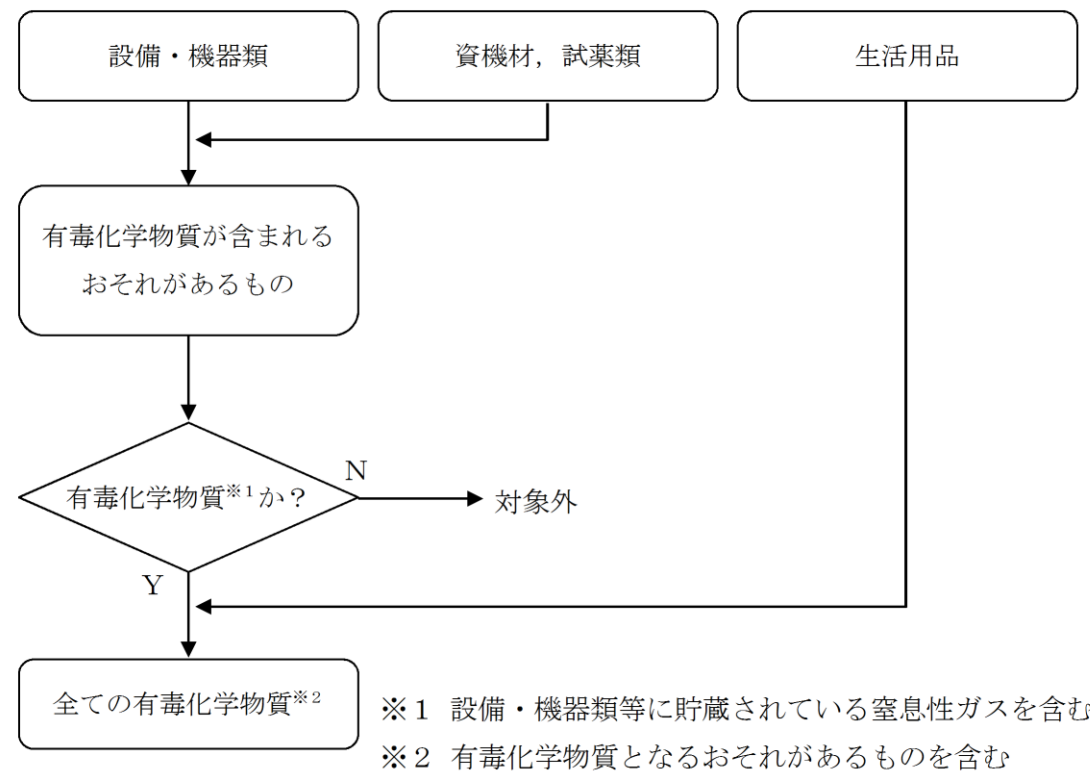 設備・機器類
資機材，試薬類
生活用品
有毒化学物質が含まれる
おそれがあるもの
有毒化学物質※1か？
N
対象外
Y
全ての有毒化学物質※2
※１ 設備・機器類等に貯蔵されている窒息性ガスを含む
※２ 有毒化学物質となるおそれがあるものを含む